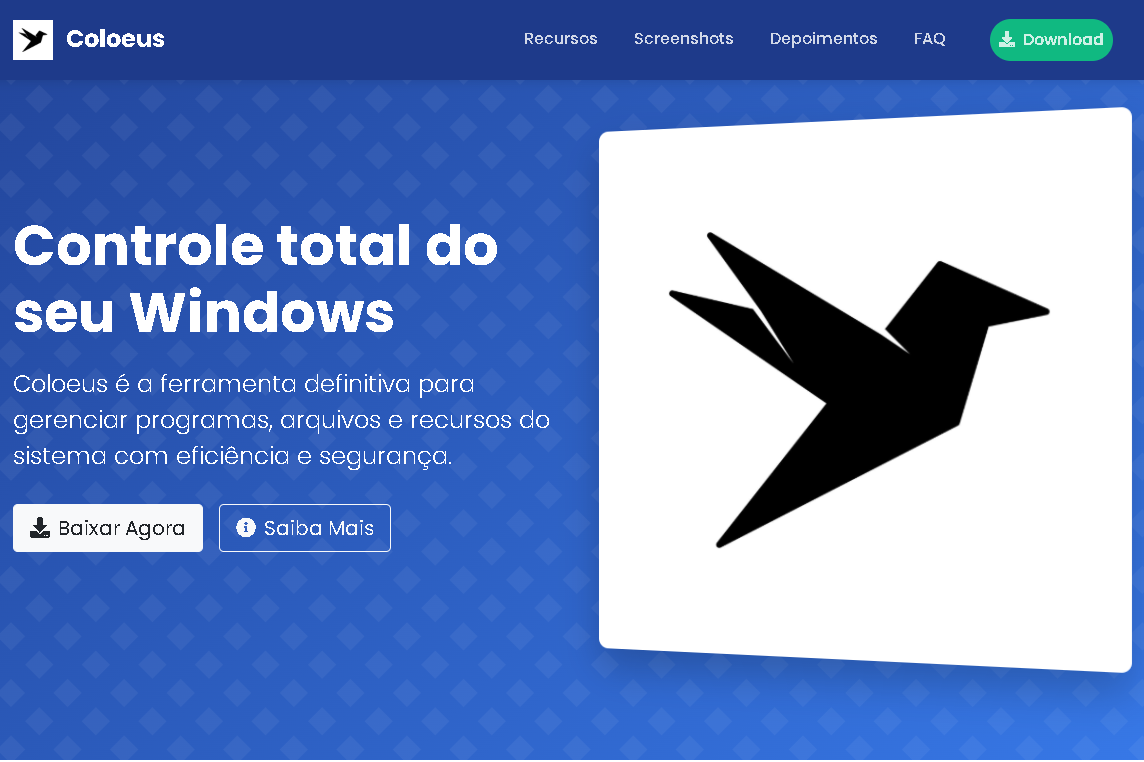 Coloeus
Recursos
Screenshots
Depoimentos
FAQ
Download
Controle total do
seu Windows
Coloeus é a ferramenta definitiva para
gerenciar programas, arquivos e recursos do
sistema com eficiência e segurança.
Baixar Agora
Saiba Mais